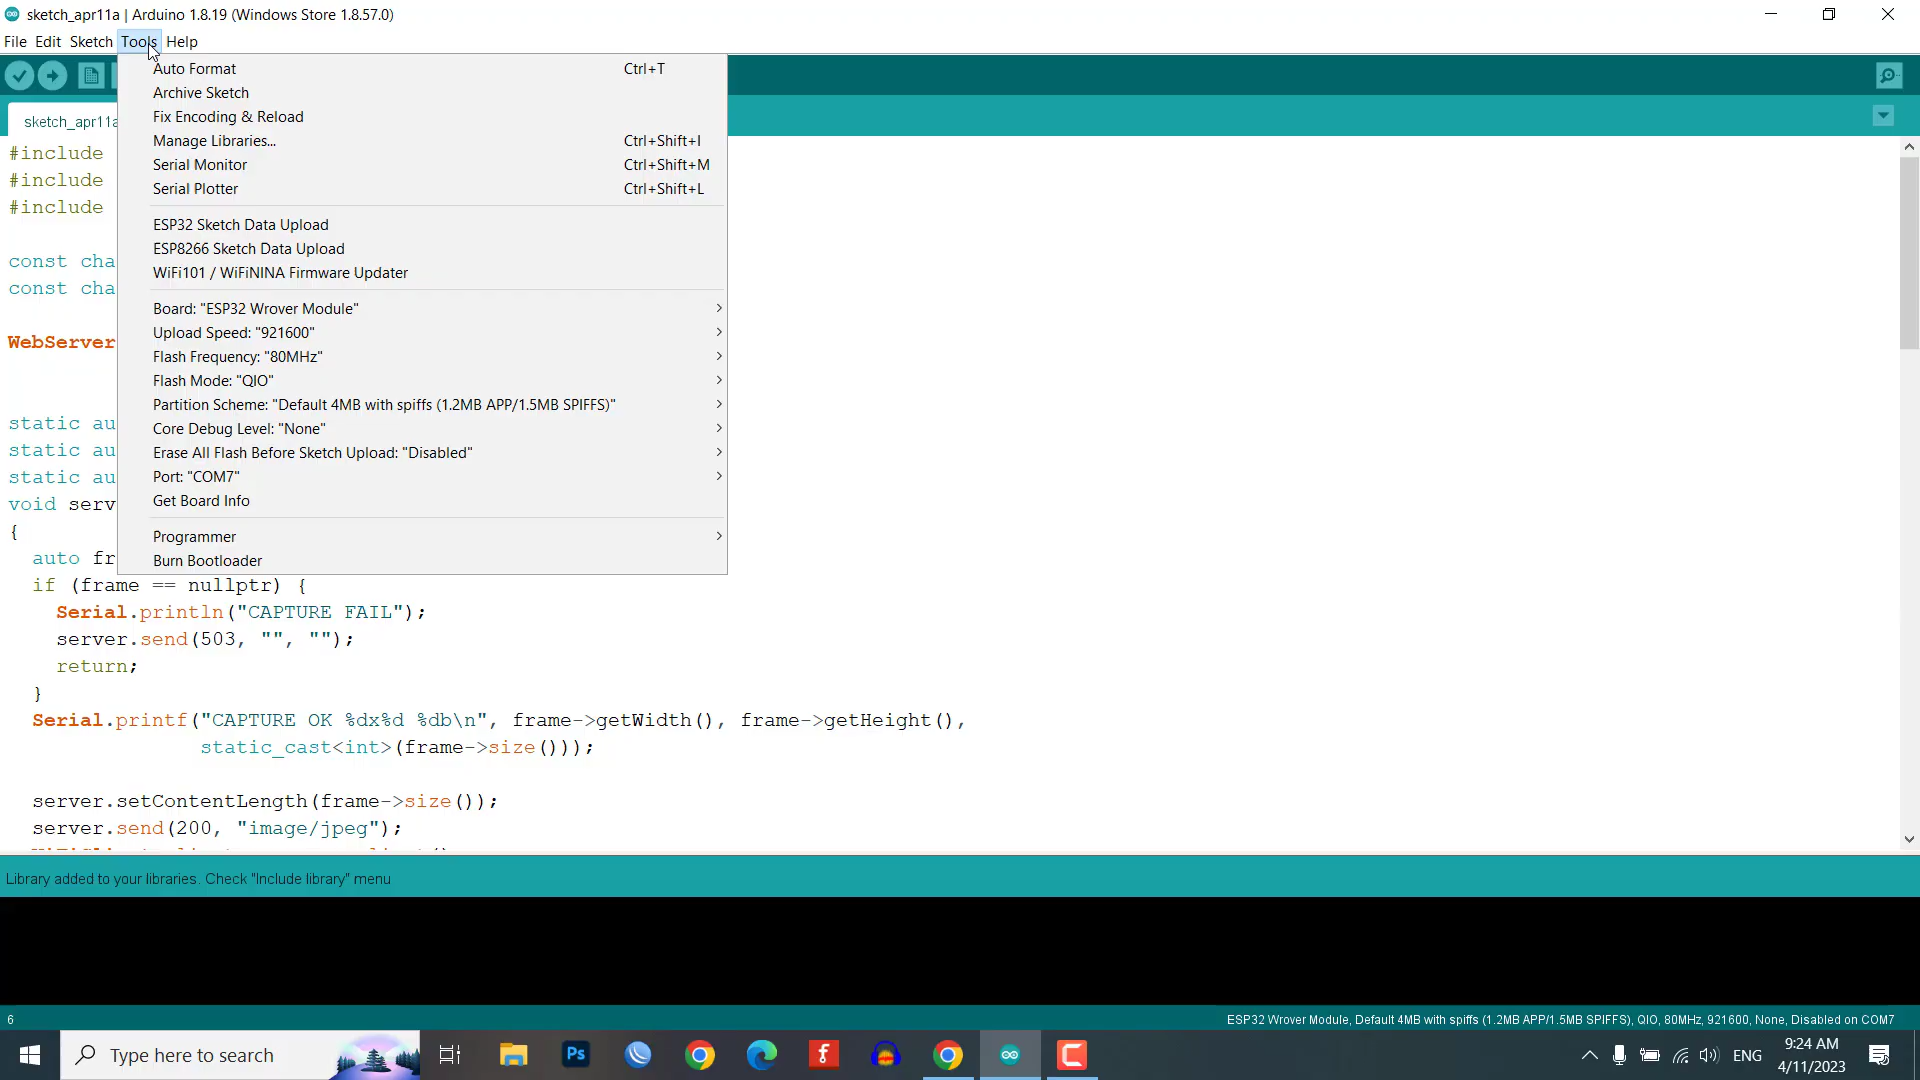 sketch_apr11a | Arduino 1.8.19 (Windows Store 1.8.57.0)
File Edit Sketch Tools Help
Auto Format Ctrl+T
Archive Sketch
Fix Encoding & Reload
Manage Libraries... Ctrl+Shift+I
Serial Monitor Ctrl+Shift+M
Serial Plotter Ctrl+Shift+L
ESP32 Sketch Data Upload
ESP8266 Sketch Data Upload
WiFi101 / WiFiNINA Firmware Updater
Board: "ESP32 Wrover Module"
Upload Speed: "921600"
Flash Frequency: "80MHz"
Flash Mode: "QIO"
Partition Scheme: "Default 4MB with spiffs (1.2MB APP/1.5MB SPIFFS)"
Core Debug Level: "None"
Erase All Flash Before Sketch Upload: "Disabled"
Port: "COM7"
Get Board Info
Programmer
Burn Bootloader
sketch_apr11a
#include
#include
#include
const cha
const cha
WebServer
static au
static au
static au
void serv
{
auto fr
if (frame == nullptr) {
Serial.println("CAPTURE FAIL");
server.send(503, "", "");
return;
}
Serial.printf("CAPTURE OK %dx%d %db\n", frame->getWidth(), frame->getHeight(),
static_cast<int>(frame->size()));
server.setContentLength(frame->size());
server.send(200, "image/jpeg");
Library added to your libraries. Check "Include library" menu
6
ESP32 Wrover Module, Default 4MB with spiffs (1.2MB APP/1.5MB SPIFFS), QIO, 80MHz, 921600, None, Disabled on COM7
Type here to search
Ps
ENG
9:24 AM
4/11/2023